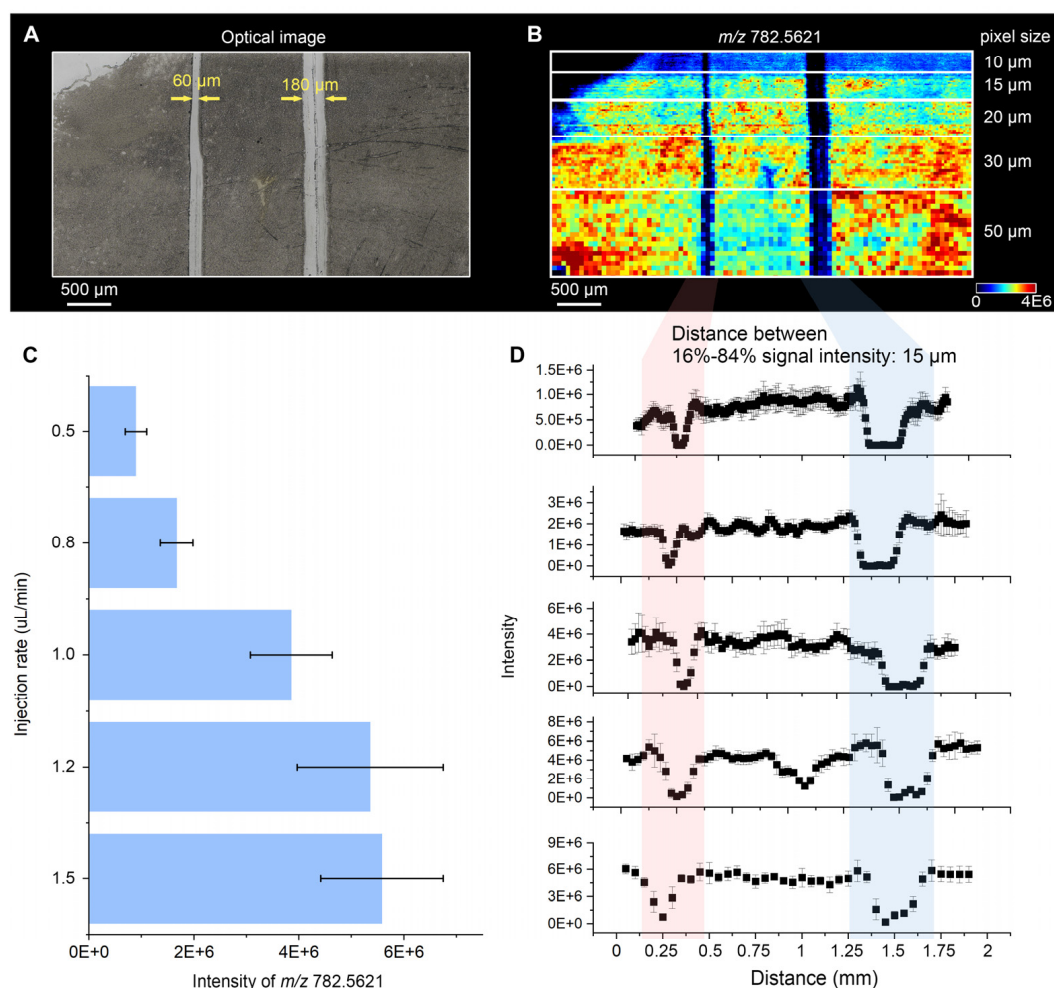 A
Optical image
60 µm
180 µm
500 µm
B
m/z 782.5621
pixel size
10 µm
15 µm
20 µm
30 µm
50 µm
500 µm
0 4E6
C
Injection rate (uL/min)
0.5
0.8
1.0
1.2
1.5
0E+0 2E+6 4E+6 6E+6
Intensity of m/z 782.5621
D
Distance between
16%-84% signal intensity: 15 µm
Intensity
1.5E+6
1.0E+6
5.0E+5
0.0E+0
3E+6
2E+6
1E+6
0E+0
6E+6
4E+6
2E+6
0E+0
8E+6
6E+6
4E+6
2E+6
0E+0
9E+6
6E+6
3E+6
0E+0
0 0.25 0.5 0.75 1 1.25 1.5 1.75 2
Distance (mm)